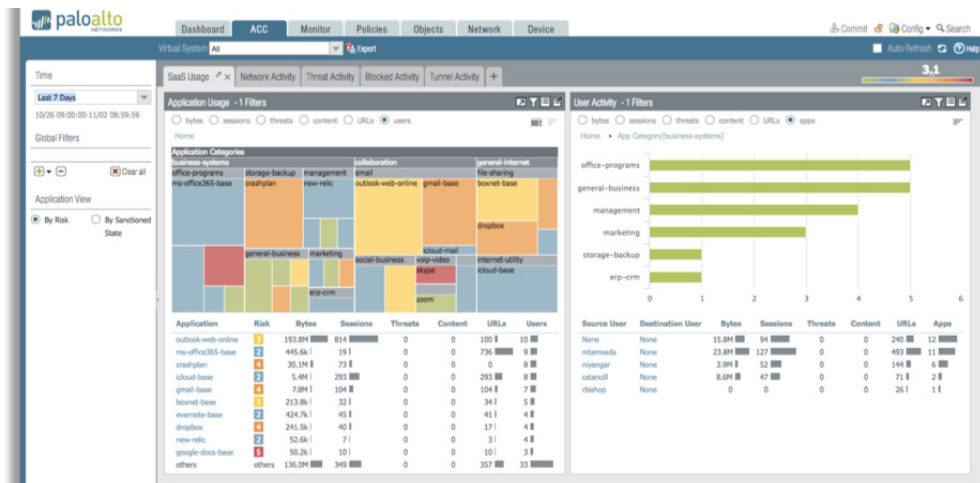 paloalto
NETWORKS
Dashboard ACC Monitor Policies Objects Network Device
Commit Config Search
Virtual System All Export
Auto Refresh Help
Time
Last 7 Days
10/26 09:00:00-11/02 08:59:59
Global Filters
Clear all
Application View
By Risk By Sanctioned State
SaaS Usage Network Activity Threat Activity Blocked Activity Tunnel Activity +
3.1
Application Usage - 1 Filters
bytes sessions threats content URLs users
Home
Application Categories
business-systems collaboration general-internet
office-programs storage-backup management email file-sharing
ms-office365-base crashplan new-relic outlook-web-online gmail-base boxnet-base
dropbox
icloud-mail
general-business marketing social-business voip-video internet-utility
skype icloud-base
erp-crm
zoom
Application Risk Bytes Sessions Threats Content URLs Users
outlook-web-online 3 193.8M 814 0 0 100 10
ms-office365-base 2 445.6k 19 0 0 736 9
crashplan 4 30.1M 73 0 0 0 8
icloud-base 2 5.4M 293 0 0 293 8
gmail-base 4 7.8M 104 0 0 104 7
boxnet-base 3 213.8k 32 0 0 34 5
evernote-base 2 424.7k 45 0 0 41 4
dropbox 4 241.5k 40 0 0 17 4
new-relic 2 52.6k 7 0 0 3 4
google-docs-base 5 50.2k 10 0 0 10 3
others others 136.0M 349 0 0 357 33
User Activity - 1 Filters
bytes sessions threats content URLs apps
Home App Category[business-systems]
office-programs
general-business
management
marketing
storage-backup
erp-crm
0 1 2 3 4 5 6
Source User Destination User Bytes Sessions Threats Content URLs Apps
None None 15.8M 94 0 0 240 12
mtamvada None 23.8M 127 0 0 493 11
niyengar None 3.9M 52 0 0 144 6
cstancill None 8.6M 47 0 0 71 2
rbishop None 0 0 0 0 26 1